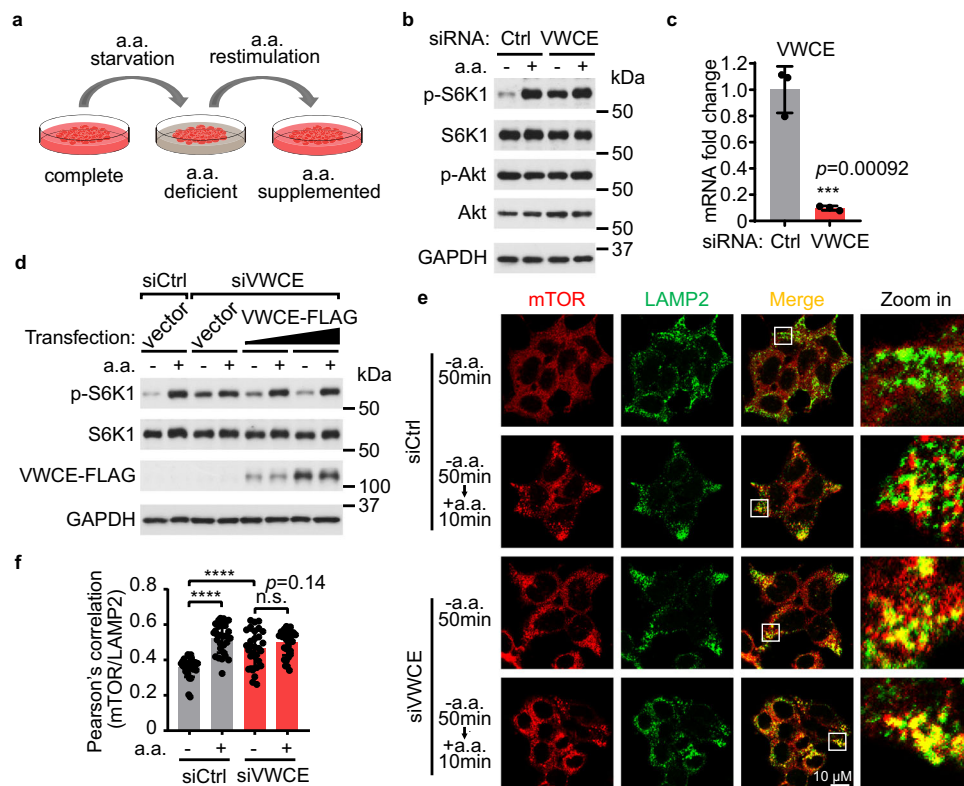 a
a.a.
starvation
a.a.
restimulation
complete
a.a.
deficient
a.a.
supplemented
b
siRNA: Ctrl VWCE
a.a. - + - + kDa
p-S6K1
50
S6K1
50
p-Akt
50
Akt
50
37
GAPDH
c
VWCE
mRNA fold change
1.2
1.0
0.8
0.6
0.4
0.2
0
p=0.00092
***
siRNA: Ctrl VWCE
d
siCtrl siVWCE
Transfection: vector vector VWCE-FLAG
a.a. - + - + - + - + kDa
p-S6K1
50
S6K1
50
VWCE-FLAG
100
37
GAPDH
e
mTOR LAMP2 Merge Zoom in
siCtrl
-a.a.
50min
-a.a.
50min
+a.a.
10min
siVWCE
-a.a.
50min
-a.a.
50min
+a.a.
10min
10 µM
f
Pearson's correlation
(mTOR/LAMP2)
0.8
0.6
0.4
0.2
0
****
****
p=0.14
n.s.
a.a. - + - +
siCtrl siVWCE